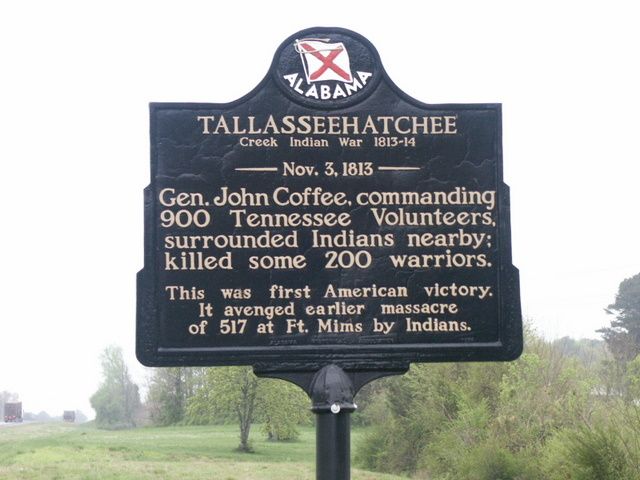 ALABAMA
TALLASSEEHATCHEE
Creek Indian War 1813-14
Nov. 3, 1813
Gen. John Coffee, commanding
900 Tennessee Volunteers,
surrounded Indians nearby;
killed some 200 warriors.
This was first American victory.
It avenged earlier massacre
of 517 at Ft. Mims by Indians.